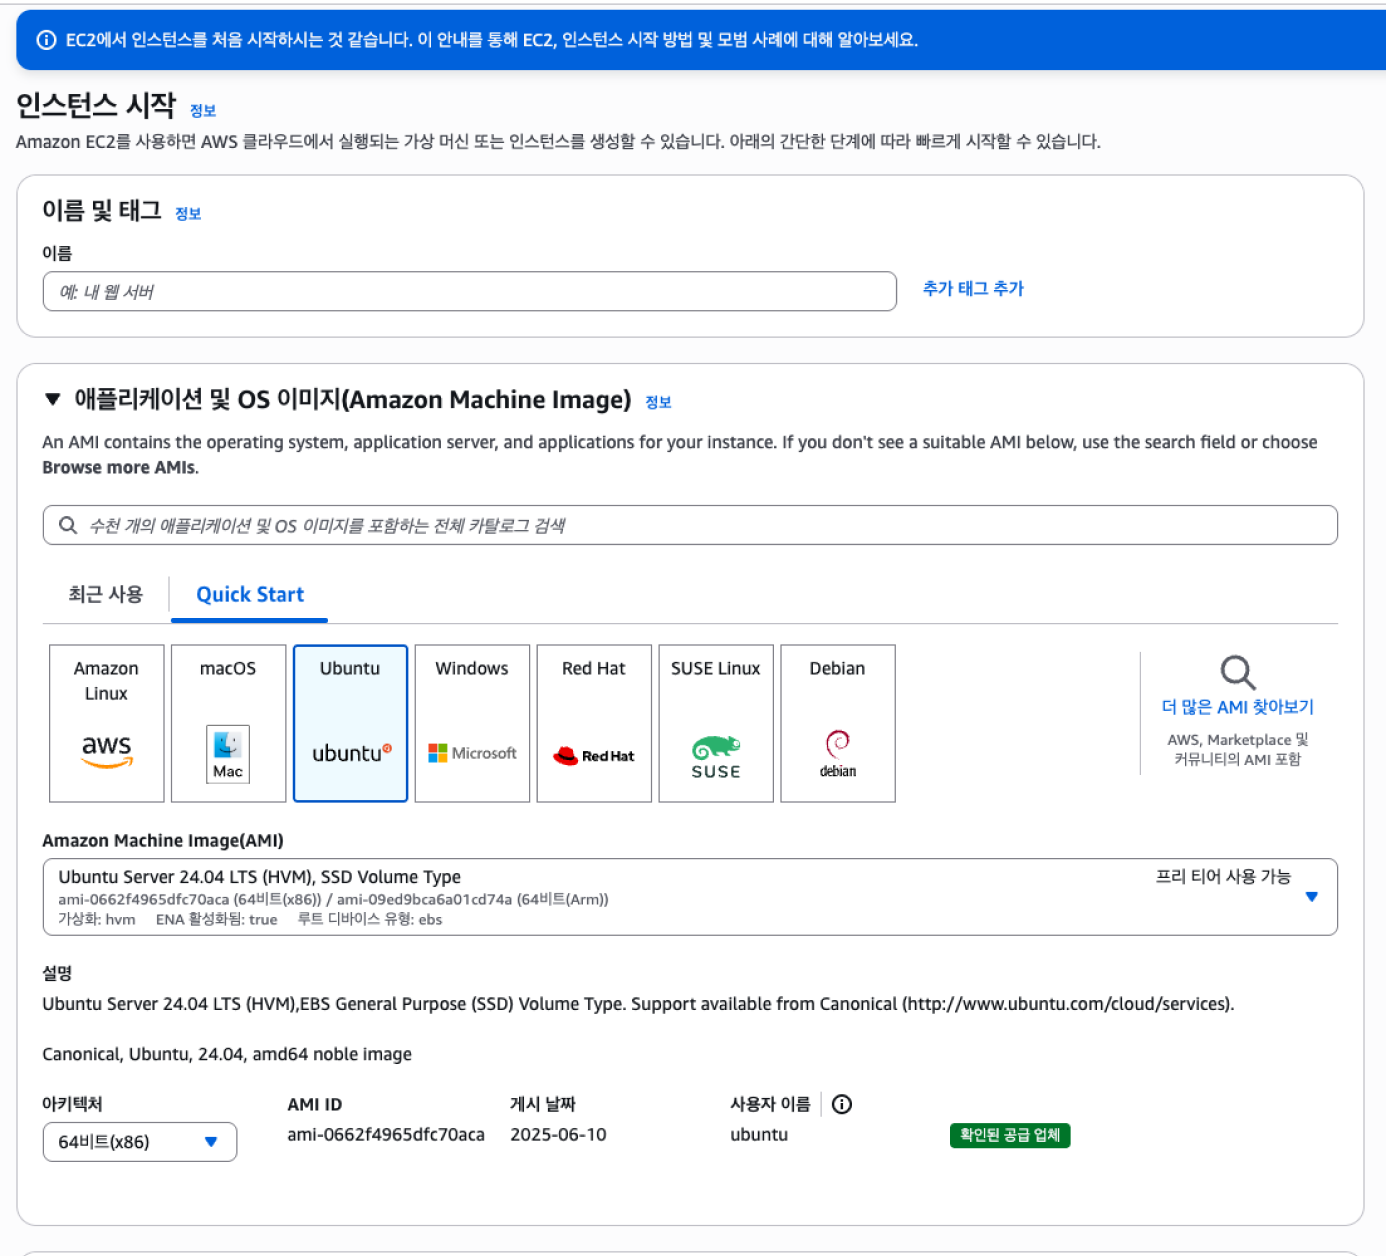 EC2에서 인스턴스를 처음 시작하시는 것 같습니다. 이 안내를 통해 EC2, 인스턴스 시작 방법 및 모범 사례에 대해 알아보세요.
인스턴스 시작 정보
Amazon EC2를 사용하면 AWS 클라우드에서 실행되는 가상 머신 또는 인스턴스를 생성할 수 있습니다. 아래의 간단한 단계에 따라 빠르게 시작할 수 있습니다.
이름 및 태그 정보
이름
예: 내 웹 서버
추가 태그 추가
애플리케이션 및 OS 이미지(Amazon Machine Image) 정보
An AMI contains the operating system, application server, and applications for your instance. If you don't see a suitable AMI below, use the search field or choose
Browse more AMIs.
수천 개의 애플리케이션 및 OS 이미지를 포함하는 전체 카탈로그 검색
최근 사용
Quick Start
Amazon
Linux
aws
macOS
Mac
Ubuntu
ubuntu
Windows
Microsoft
Red Hat
Red Hat
SUSE Linux
SUSE
Debian
debian
더 많은 AMI 찾아보기
AWS, Marketplace 및
커뮤니티의 AMI 포함
Amazon Machine Image(AMI)
Ubuntu Server 24.04 LTS (HVM), SSD Volume Type
프리 티어 사용 가능
ami-0662f4965dfc70aca (64비트(x86)) / ami-09ed9bca6a01cd74a (64비트(Arm))
가상화: hvm ENA 활성화됨: true 루트 디바이스 유형: ebs
설명
Ubuntu Server 24.04 LTS (HVM),EBS General Purpose (SSD) Volume Type. Support available from Canonical (http://www.ubuntu.com/cloud/services).
Canonical, Ubuntu, 24.04, amd64 noble image
아키텍처
64비트(x86)
AMI ID
ami-0662f4965dfc70aca
게시 날짜
2025-06-10
사용자 이름
ubuntu
확인된 공급 업체